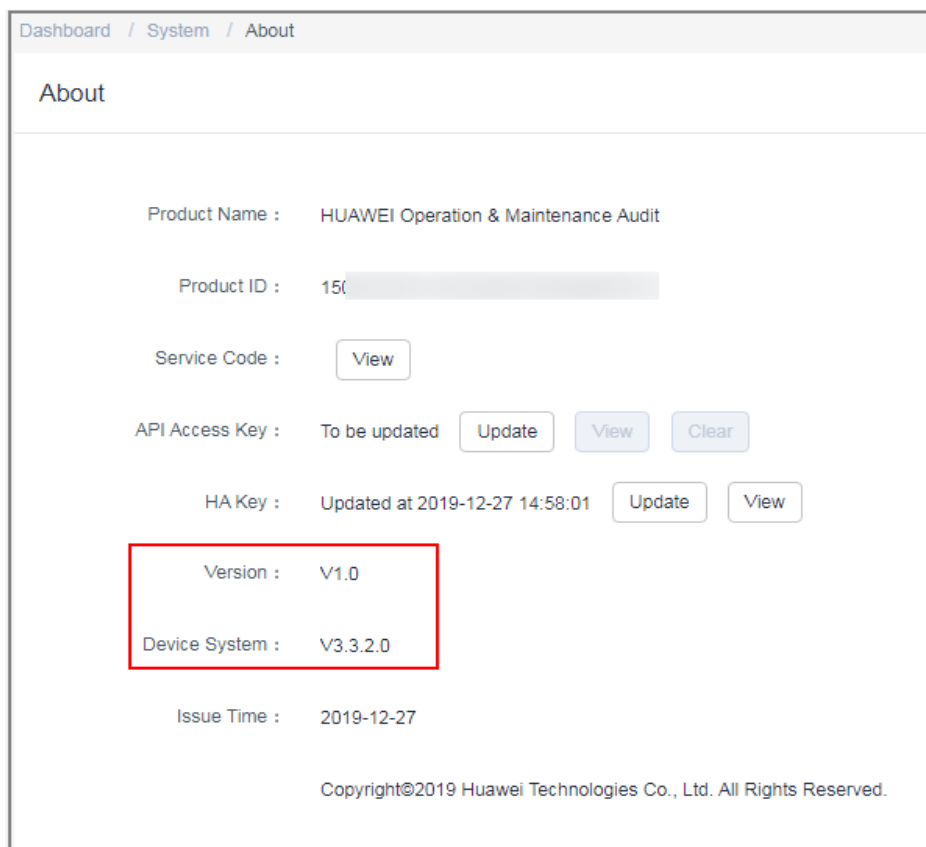 Dashboard / System / About
About
Product Name : HUAWEI Operation & Maintenance Audit
Product ID : 150
Service Code : View
API Access Key : To be updated Update View Clear
HA Key : Updated at 2019-12-27 14:58:01 Update View
Version : V1.0
Device System : V3.3.2.0
Issue Time : 2019-12-27
Copyright©2019 Huawei Technologies Co., Ltd. All Rights Reserved.